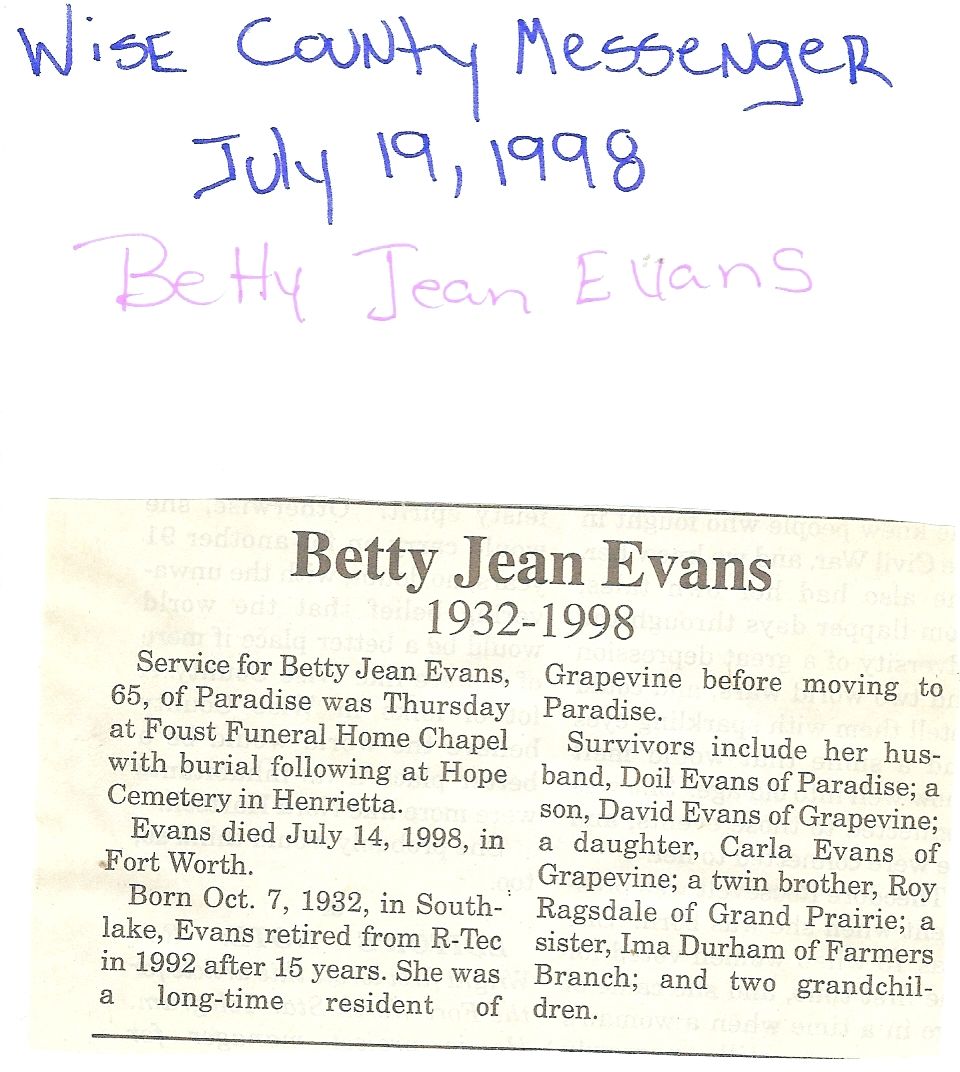 Wise County Messenger
July 19, 1998
Betty Jean Evans
Betty Jean Evans
1932-1998
Service for Betty Jean Evans,
65, of Paradise was Thursday
at Foust Funeral Home Chapel
with burial following at Hope
Cemetery in Henrietta.
Evans died July 14, 1998, in
Fort Worth.
Born Oct. 7, 1932, in South-
lake, Evans retired from R-Tec
in 1992 after 15 years. She was
a long-time resident of
Grapevine before moving to
Paradise.
Survivors include her hus-
band, Doil Evans of Paradise; a
son, David Evans of Grapevine;
a daughter, Carla Evans of
Grapevine; a twin brother, Roy
Ragsdale of Grand Prairie; a
sister, Ima Durham of Farmers
Branch; and two grandchil-
dren.